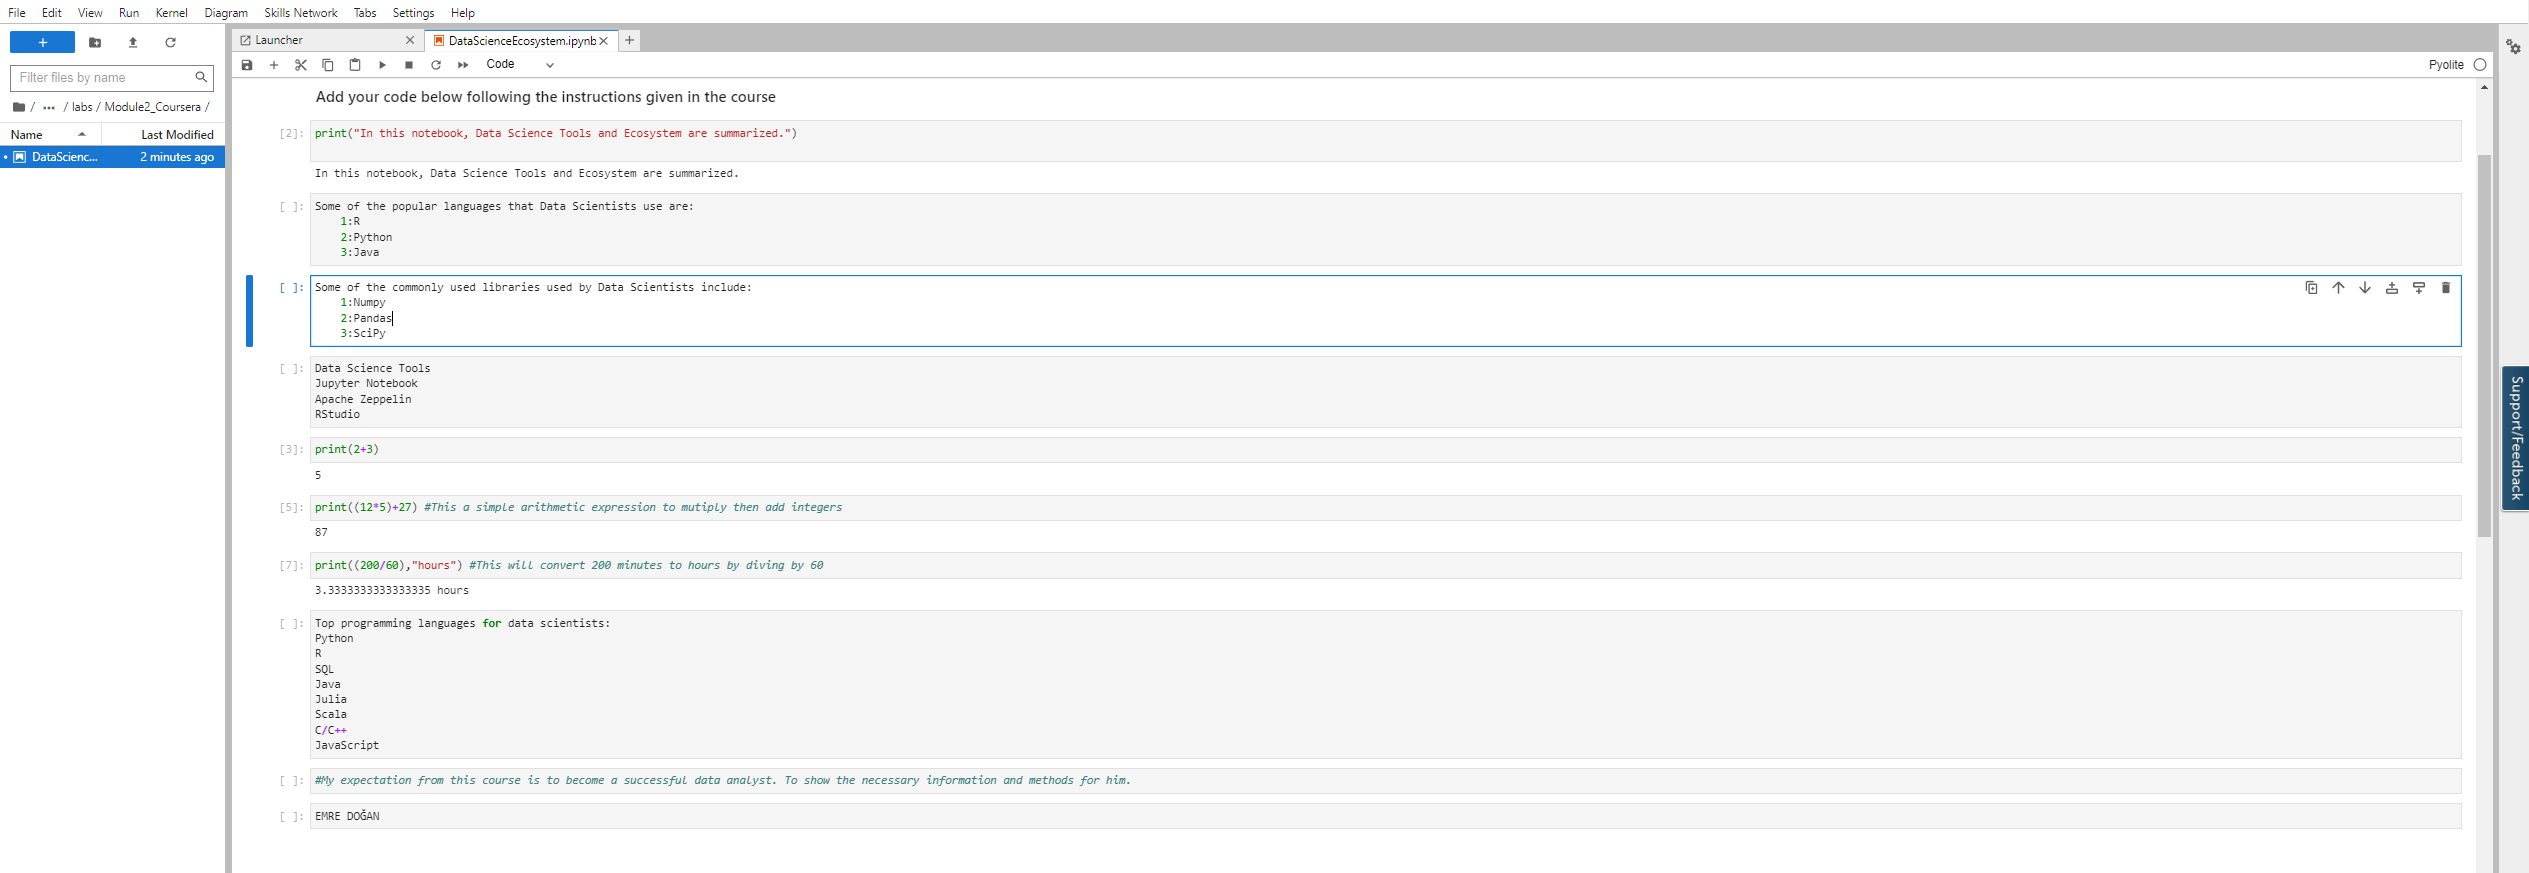 File Edit View Run Kernel Diagram Skills Network Tabs Settings Help
+
Filter files by name
/ ··· / labs / Module2_Coursera /
Name Last Modified
DataScienc... 2 minutes ago
Launcher DataScienceEcosystem.ipynb
Code Pyolite
Add your code below following the instructions given in the course
[2]: print("In this notebook, Data Science Tools and Ecosystem are summarized.")
In this notebook, Data Science Tools and Ecosystem are summarized.
[ ]: Some of the popular languages that Data Scientists use are:
1:R
2:Python
3:Java
[ ]: Some of the commonly used libraries used by Data Scientists include:
1:Numpy
2:Pandas
3:SciPy
[ ]: Data Science Tools
Jupyter Notebook
Apache Zeppelin
RStudio
[3]: print(2+3)
5
[5]: print((12*5)+27) #This a simple arithmetic expression to mutiply then add integers
87
[7]: print((200/60),"hours") #This will convert 200 minutes to hours by diving by 60
3.3333333333333335 hours
[ ]: Top programming languages for data scientists:
Python
R
SQL
Java
Julia
Scala
C/C++
JavaScript
[ ]: #My expectation from this course is to become a successful data analyst. To show the necessary information and methods for him.
[ ]: EMRE DOĞAN
Support/Feedback